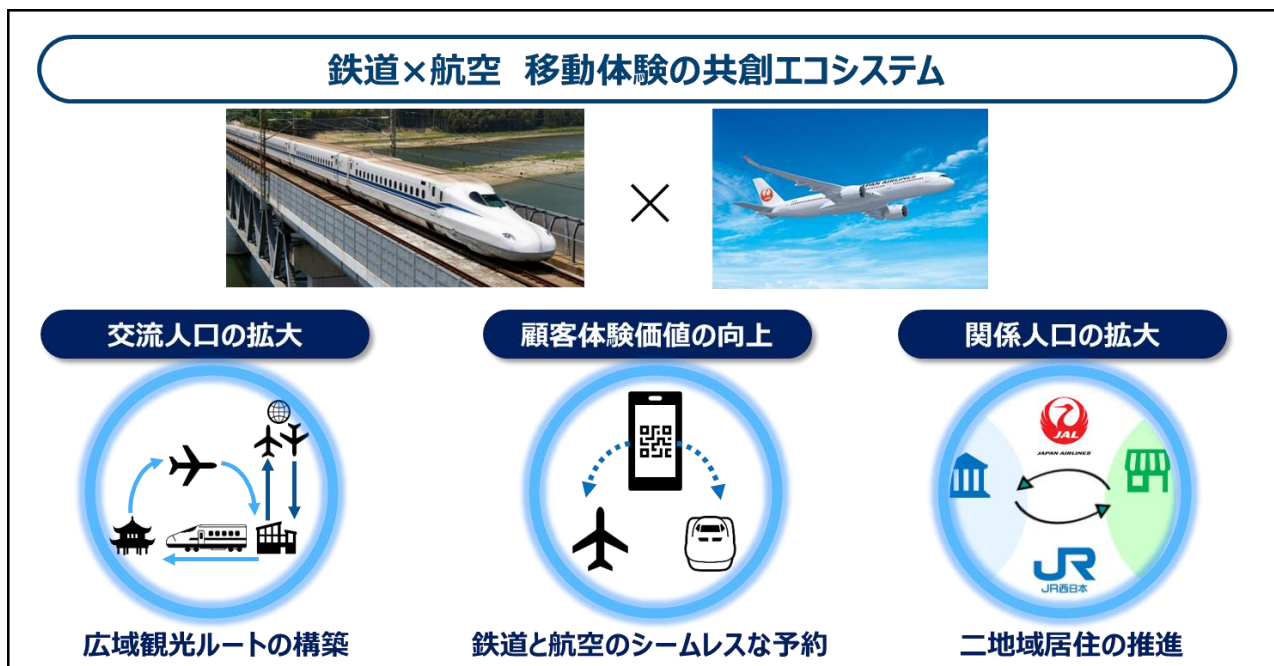 鉄道×航空 移動体験の共創エコシステム
×
交流人口の拡大
顧客体験価値の向上
関係人口の拡大
JAL
JAPAN AIRLINES
JR
JR西日本
広域観光ルートの構築
鉄道と航空のシームレスな予約
二地域居住の推進